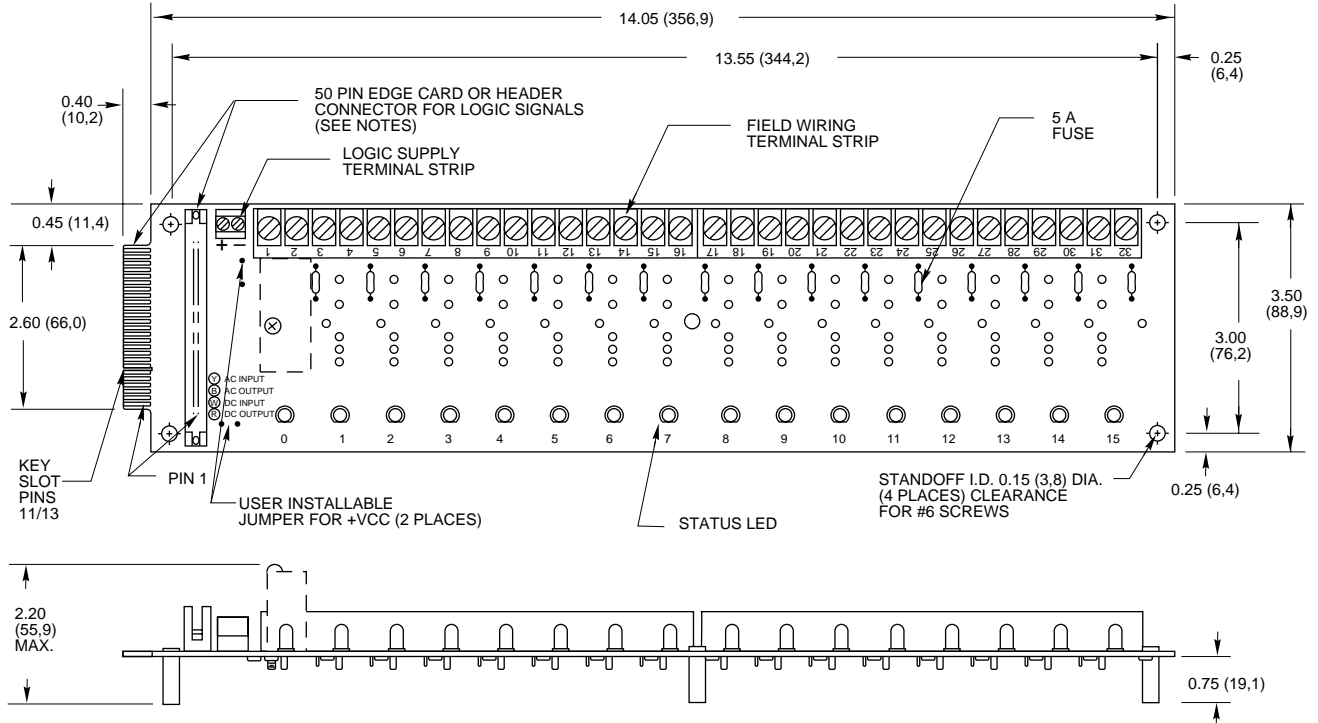 14.05 (356,9)
13.55 (344,2)
0.25
(6,4)
0.40
(10,2)
50 PIN EDGE CARD OR HEADER
CONNECTOR FOR LOGIC SIGNALS
(SEE NOTES)
LOGIC SUPPLY
TERMINAL STRIP
FIELD WIRING
TERMINAL STRIP
5 A
FUSE
0.45 (11,4)
+ −
1 2 3 4 5 6 7 8 9 10 11 12 13 14 15 16 17 18 19 20 21 22 23 24 25 26 27 28 29 30 31 32
2.60 (66,0)
3.50
(88,9)
3.00
(76,2)
Y AC INPUT
B AC OUTPUT
W DC INPUT
R DC OUTPUT
0 1 2 3 4 5 6 7 8 9 10 11 12 13 14 15
KEY
SLOT
PINS
11/13
PIN 1
USER INSTALLABLE
JUMPER FOR +VCC (2 PLACES)
STATUS LED
STANDOFF I.D. 0.15 (3,8) DIA.
(4 PLACES) CLEARANCE
FOR #6 SCREWS
0.25 (6,4)
2.20
(55,9)
MAX.
0.75 (19,1)